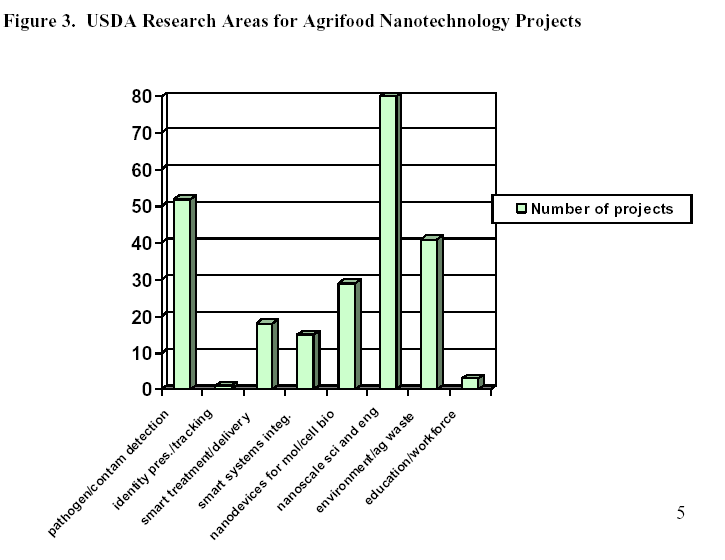 Figure 3. USDA Research Areas for Agrifood Nanotechnology Projects
80
70
60
50
40
30
20
10
0
Number of projects
pathogen/contam detection
identity pres./tracking
smart treatment/delivery
smart systems integ.
nanodevices for mol/cell bio
nanoscale sci and eng
environment/ag waste
education/workforce
5